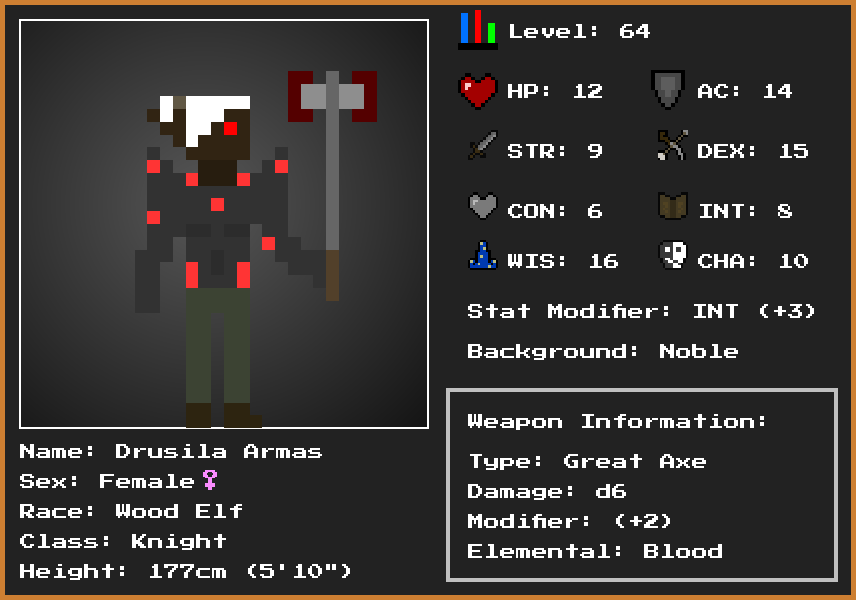 Level: 64
HP: 12 AC: 14
STR: 9 DEX: 15
CON: 6 INT: 8
WIS: 16 CHA: 10
Stat Modifier: INT (+3)
Background: Noble
Weapon Information:
Type: Great Axe
Damage: d6
Modifier: (+2)
Elemental: Blood
Name: Drusila Armas
Sex: Female♀
Race: Wood Elf
Class: Knight
Height: 177cm (5'10")